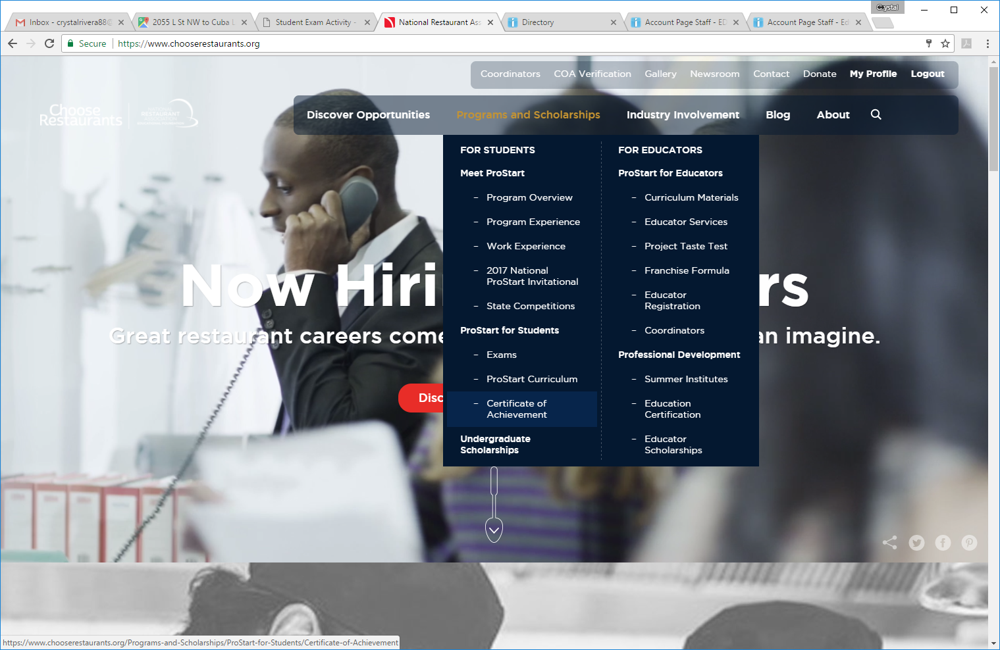 Crystal
Inbox - crystalrivera88@
2055 L St NW to Cuba L
Student Exam Activity -
National Restaurant Ass
Directory
Account Page Staff - ED
Account Page Staff - Ed
Secure
https://www.chooserestaurants.org
Coordinators
COA Verification
Gallery
Newsroom
Contact
Donate
My Profile
Logout
Choose
Restaurants
NATIONAL
RESTAURANT
ASSOCIATION
Discover Opportunities
Programs and Scholarships
Industry Involvement
Blog
About
FOR STUDENTS
Meet ProStart
– Program Overview
– Program Experience
– Work Experience
– 2017 National
ProStart Invitational
– State Competitions
ProStart for Students
– Exams
– ProStart Curriculum
– Certificate of
Achievement
Undergraduate
Scholarships
FOR EDUCATORS
ProStart for Educators
– Curriculum Materials
– Educator Services
– Project Taste Test
– Franchise Formula
– Educator
Registration
– Coordinators
Professional Development
– Summer Institutes
– Education
Certification
– Educator
Scholarships
Now Hiri rs
Great restaurant careers come an imagine.
Disc
https://www.chooserestaurants.org/Programs-and-Scholarships/ProStart-for-Students/Certificate-of-Achievement